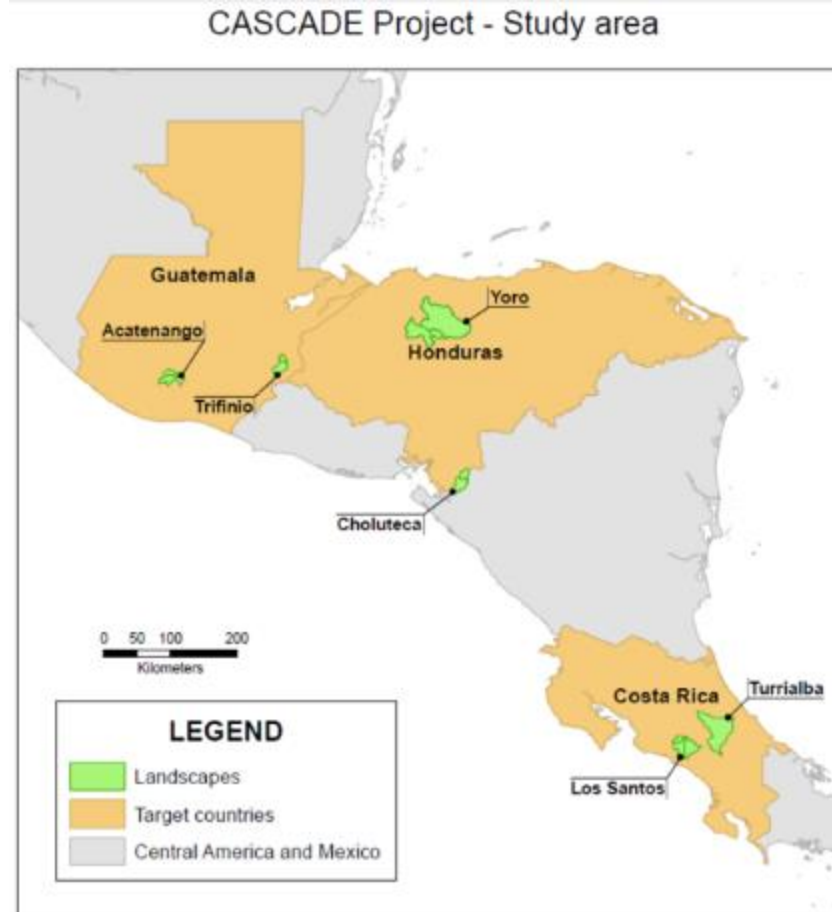 CASCADE Project - Study area
Guatemala
Yoro
Acatenango
Honduras
Trifinio
Choluteca
0 50 100 200
Kilometers
Costa Rica
Turrialba
Los Santos
LEGEND
Landscapes
Target countries
Central America and Mexico